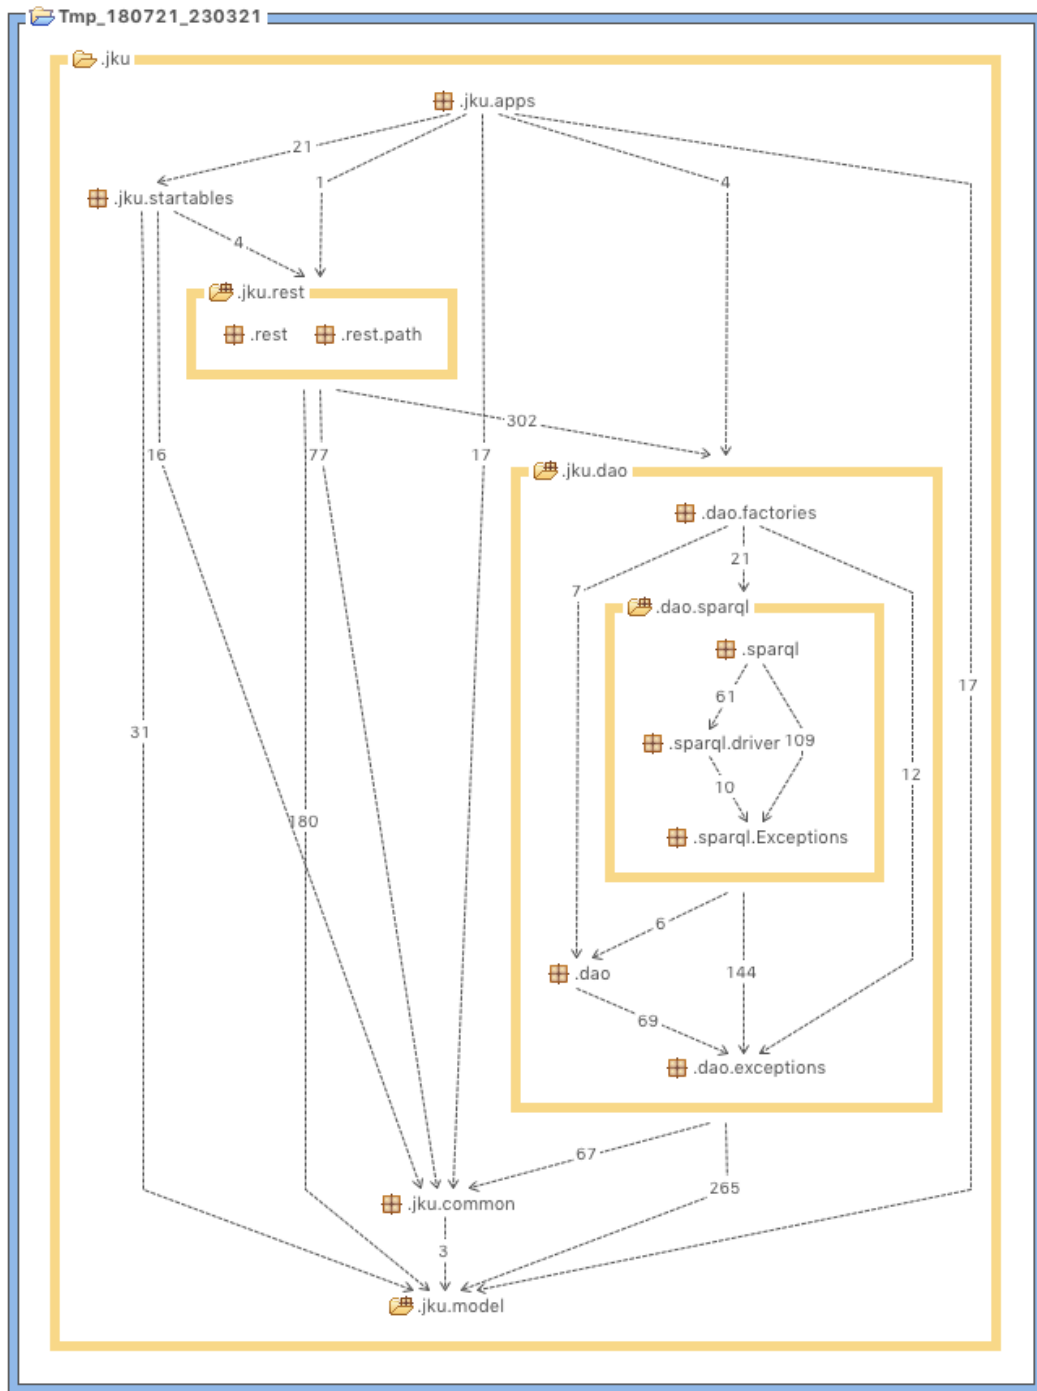 Tmp_180721_230321
.jku
.jku.apps
21
1
4
.jku.startables
4
.jku.rest
.rest
.rest.path
302
16
77
17
.jku.dao
.dao.factories
21
7
.dao.sparql
.sparql
61
17
31
.sparql.driver
109
10
12
180
.sparql.Exceptions
6
.dao
144
69
.dao.exceptions
67
265
.jku.common
3
.jku.model